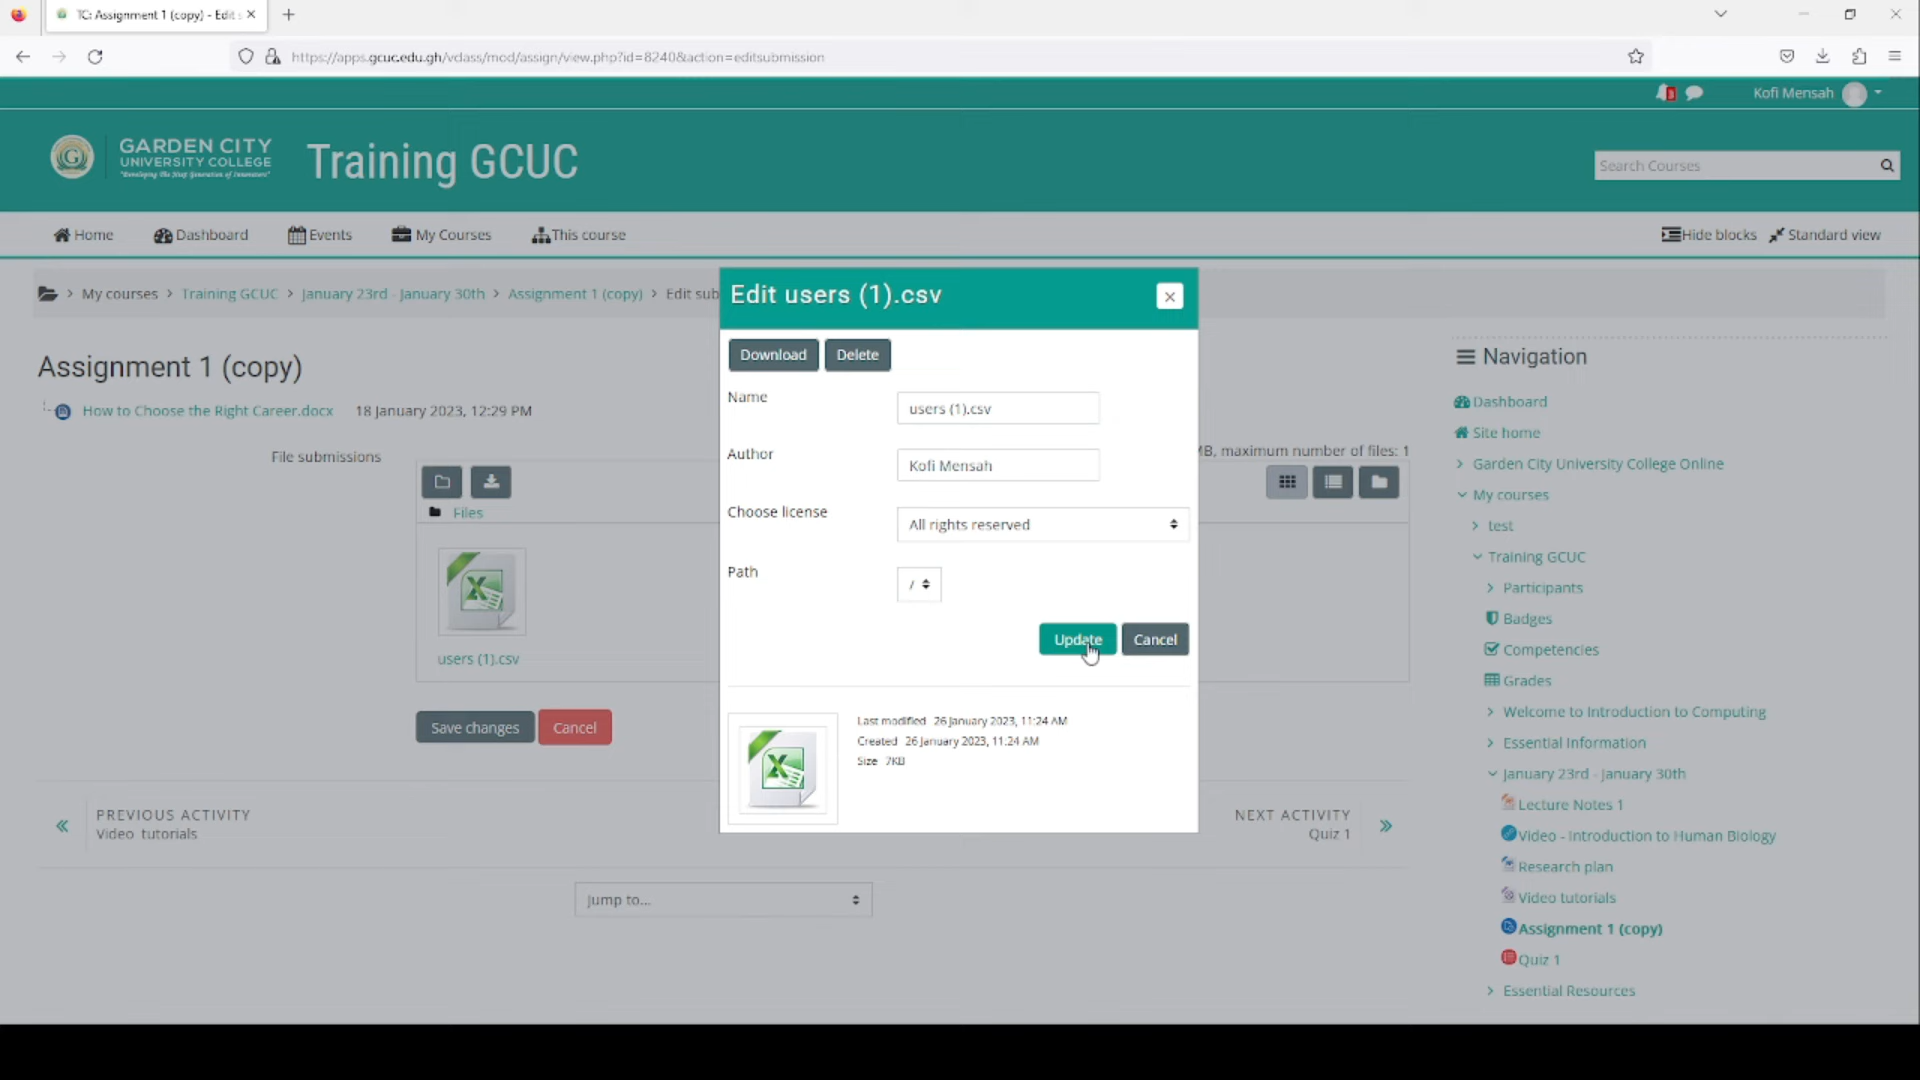 TC: Assignment 1 (copy) - Edit s
https://apps.gcuc.edu.gh/vclass/mod/assign/view.php?id=8240&action=editsubmission
Kofi Mensah
GARDEN CITY
UNIVERSITY COLLEGE
"Developing The Next Generation of Innovators"
Training GCUC
Search Courses
Home
Dashboard
Events
My Courses
This course
Hide blocks
Standard view
> My courses > Training GCUC > January 23rd - January 30th > Assignment 1 (copy) > Edit sub
Edit users (1).csv
Download
Delete
Name
users (1).csv
Author
Kofi Mensah
Choose license
All rights reserved
Path
/
Update
Cancel
Last modified 26 January 2023, 11:24 AM
Created 26 January 2023, 11:24 AM
Size 7KB
Assignment 1 (copy)
How to Choose the Right Career.docx 18 January 2023, 12:29 PM
File submissions
MB, maximum number of files: 1
Files
users (1).csv
Save changes
Cancel
PREVIOUS ACTIVITY
Video tutorials
NEXT ACTIVITY
Quiz 1
Jump to...
Navigation
Dashboard
Site home
Garden City University College Online
My courses
test
Training GCUC
Participants
Badges
Competencies
Grades
Welcome to Introduction to Computing
Essential Information
January 23rd - January 30th
Lecture Notes 1
Video - Introduction to Human Biology
Research plan
Video tutorials
Assignment 1 (copy)
Quiz 1
Essential Resources